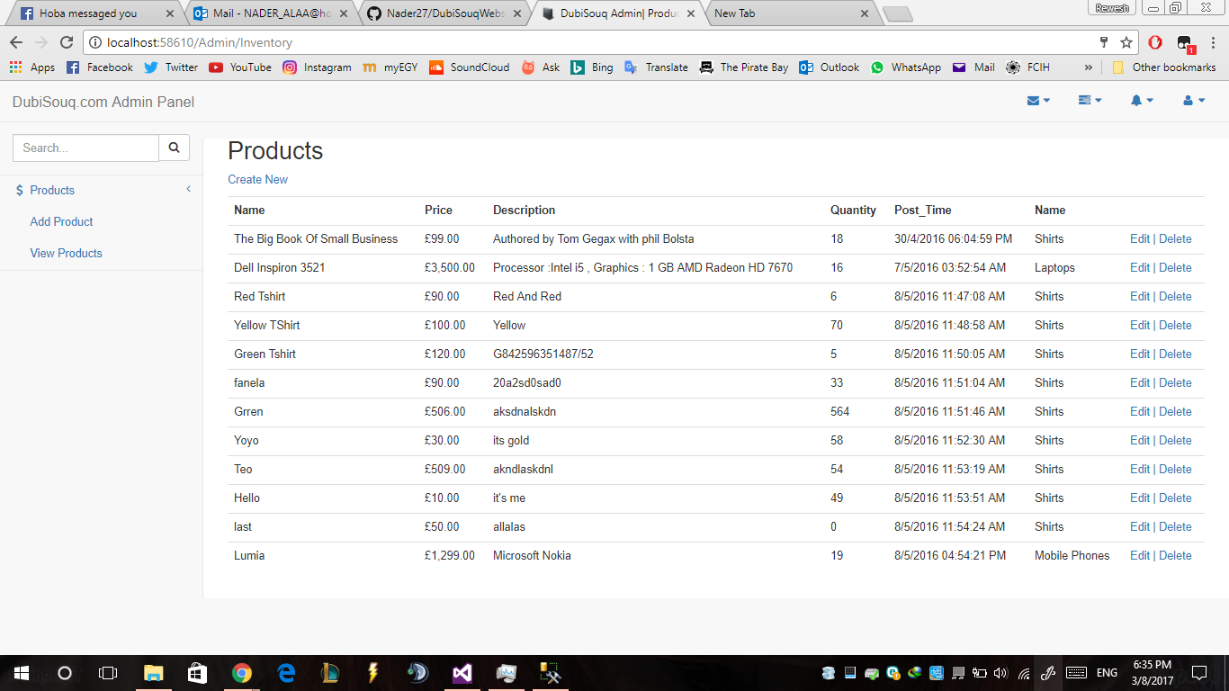 Hoba messaged you
Mail - NADER_ALAA@ho
Nader27/DubiSouqWebs
DubiSouq Admin| Produc
New Tab
Rewesh
localhost:58610/Admin/Inventory
1
Apps
Facebook
Twitter
YouTube
Instagram
myEGY
SoundCloud
Ask
Bing
Translate
The Pirate Bay
Outlook
WhatsApp
Mail
FCIH
»
Other bookmarks
DubiSouq.com Admin Panel
Search...
$ Products
Add Product
View Products
Products
Create New
Name Price Description Quantity Post_Time Name
The Big Book Of Small Business £99.00 Authored by Tom Gegax with phil Bolsta 18 30/4/2016 06:04:59 PM Shirts Edit | Delete
Dell Inspiron 3521 £3,500.00 Processor :Intel i5 , Graphics : 1 GB AMD Radeon HD 7670 16 7/5/2016 03:52:54 AM Laptops Edit | Delete
Red Tshirt £90.00 Red And Red 6 8/5/2016 11:47:08 AM Shirts Edit | Delete
Yellow TShirt £100.00 Yellow 70 8/5/2016 11:48:58 AM Shirts Edit | Delete
Green Tshirt £120.00 G842596351487/52 5 8/5/2016 11:50:05 AM Shirts Edit | Delete
fanela £90.00 20a2sd0sad0 33 8/5/2016 11:51:04 AM Shirts Edit | Delete
Grren £506.00 aksdnalskdn 564 8/5/2016 11:51:46 AM Shirts Edit | Delete
Yoyo £30.00 its gold 58 8/5/2016 11:52:30 AM Shirts Edit | Delete
Teo £509.00 akndlaskdnl 54 8/5/2016 11:53:19 AM Shirts Edit | Delete
Hello £10.00 it's me 49 8/5/2016 11:53:51 AM Shirts Edit | Delete
last £50.00 allalas 0 8/5/2016 11:54:24 AM Shirts Edit | Delete
Lumia £1,299.00 Microsoft Nokia 19 8/5/2016 04:54:21 PM Mobile Phones Edit | Delete
ENG
6:35 PM
3/8/2017